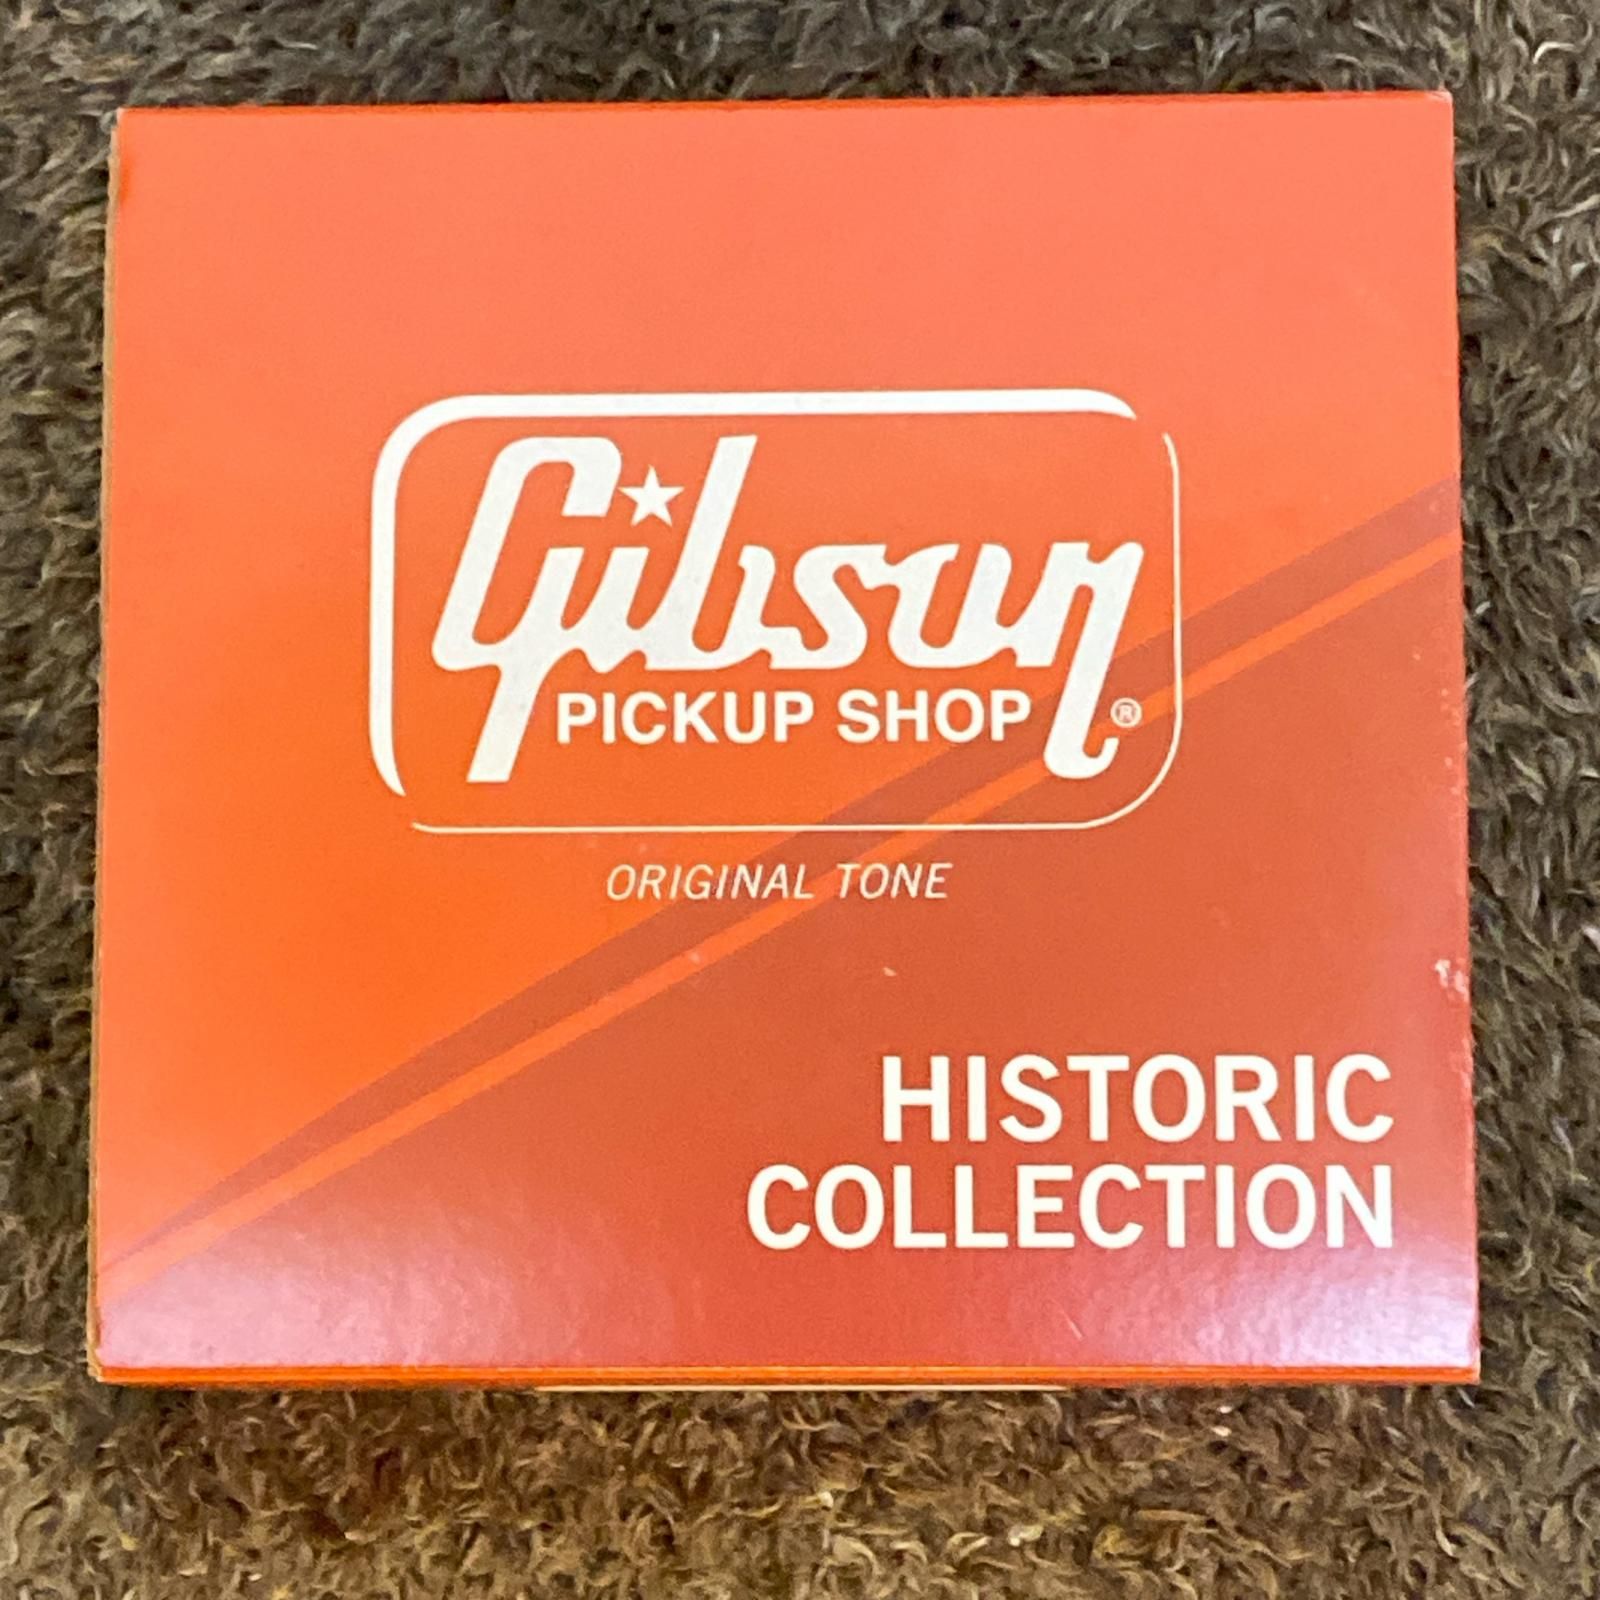 Gibson
PICKUP SHOP ®
ORIGINAL TONE
HISTORIC
COLLECTION